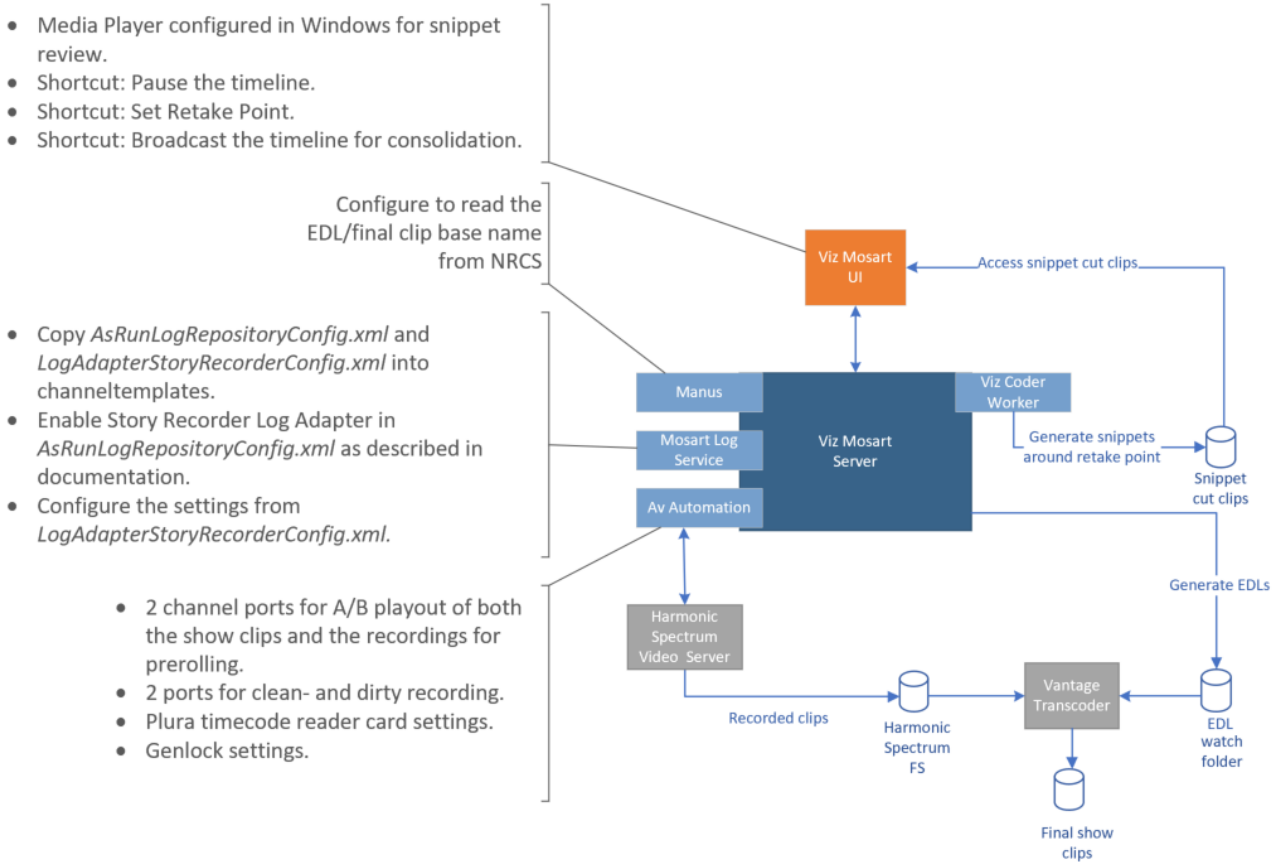 • Media Player configured in Windows for snippet
review.
• Shortcut: Pause the timeline.
• Shortcut: Set Retake Point.
• Shortcut: Broadcast the timeline for consolidation.
Configure to read the
EDL/final clip base name
from NRCS
• Copy AsRunLogRepositoryConfig.xml and
LogAdapterStoryRecorderConfig.xml into
channeltemplates.
• Enable Story Recorder Log Adapter in
AsRunLogRepositoryConfig.xml as described in
documentation.
• Configure the settings from
LogAdapterStoryRecorderConfig.xml.
• 2 channel ports for A/B playout of both
the show clips and the recordings for
prerolling.
• 2 ports for clean- and dirty recording.
• Plura timecode reader card settings.
• Genlock settings.
Viz Mosart
UI
Access snippet cut clips
Manus
Mosart Log
Service
Av Automation
Viz Mosart
Server
Viz Coder
Worker
Generate snippets
around retake point
Snippet
cut clips
Generate EDLs
Harmonic
Spectrum
Video Server
Recorded clips
Harmonic
Spectrum
FS
Vantage
Transcoder
EDL
watch
folder
Final show
clips